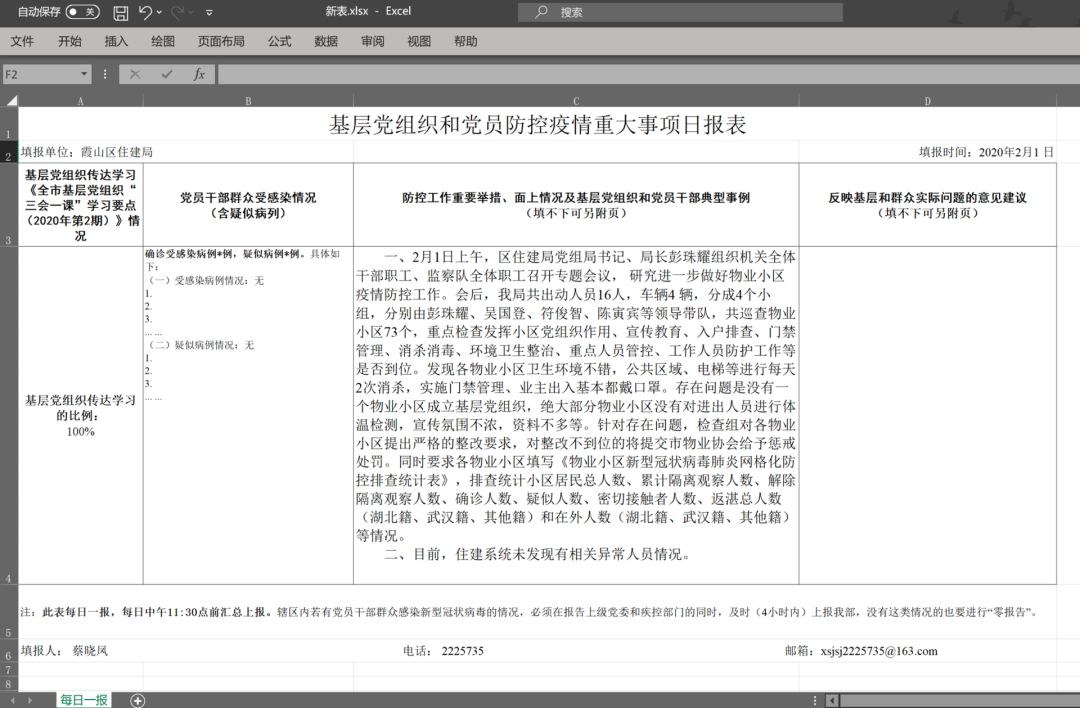 自动保存 关 新表.xlsx - Excel 搜索
文件 开始 插入 绘图 页面布局 公式 数据 审阅 视图 帮助
F2 fx
A B C D
1 基层党组织和党员防控疫情重大事项日报表
2 填报单位：霞山区住建局 填报时间：2020年2月1 日
3
基层党组织传达学习
《全市基层党组织“
三会一课”学习要点
（2020年第2期）》情
况
党员干部群众受感染情况
（含疑似病列）
防控工作重要举措、面上情况及基层党组织和党员干部典型事例
（填不下可另附页）
反映基层和群众实际问题的意见建议
（填不下可另附页）
4
基层党组织传达学习
的比例：
100%
确诊受感染病例*例，疑似病例*例。具体如
下：
（一）受感染病例情况：无
1.
2.
3.
... ...
（二）疑似病例情况：无
1.
2.
3.
... ...
一、2月1日上午，区住建局党组局书记、局长彭珠耀组织机关全体
干部职工、监察队全体职工召开专题会议， 研究进一步做好物业小区
疫情防控工作。会后，我局共出动人员16人，车辆4 辆，分成4个小
组，分别由彭珠耀、吴国登、符俊智、陈寅宾等领导带队，共巡查物业
小区73个，重点检查发挥小区党组织作用、宣传教育、入户排查、门禁
管理、消杀消毒、环境卫生整治、重点人员管控、工作人员防护工作等
是否到位。发现各物业小区卫生环境不错，公共区域、电梯等进行每天
2次消杀，实施门禁管理、业主出入基本都戴口罩。存在问题是没有一
个物业小区成立基层党组织，绝大部分物业小区没有对进出人员进行体
温检测，宣传氛围不浓，资料不多等。针对存在问题，检查组对各物业
小区提出严格的整改要求，对整改不到位的将提交市物业协会给予惩戒
处罚。同时要求各物业小区填写《物业小区新型冠状病毒肺炎网格化防
控排查统计表》，排查统计小区居民总人数、累计隔离观察人数、解除
隔离观察人数、确诊人数、疑似人数、密切接触者人数、返湛总人数
（湖北籍、武汉籍、其他籍）和在外人数（湖北籍、武汉籍、其他籍）
等情况。
二、目前，住建系统未发现有相关异常人员情况。
5 注：此表每日一报，每日中午11:30点前汇总上报。辖区内若有党员干部群众感染新型冠状病毒的情况，必须在报告上级党委和疾控部门的同时，及时（4小时内）上报我部，没有这类情况的也要进行“零报告”。
6 填报人： 蔡晓凤 电话： 2225735 邮箱：xsjsj2225735@163.com
7
8
每日一报